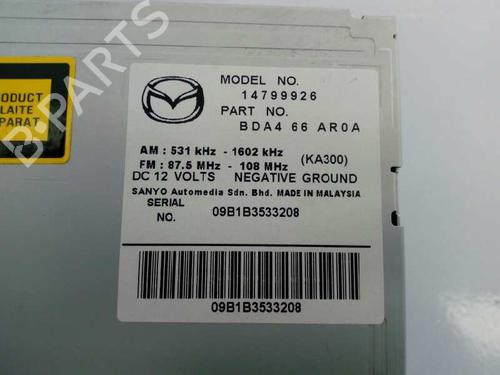 MODEL NO.
14799926
PART NO.
BDA4 66 AR0A
AM : 531 kHz - 1602 kHz
FM : 87.5 MHz - 108 MHz (KA300)
DC 12 VOLTS NEGATIVE GROUND
SANYO Automedia Sdn. Bhd. MADE IN MALAYSIA
SERIAL
NO. 09B1B3533208
09B1B3533208
PRODUCT
LAITE
APPARAT
B-PARTS